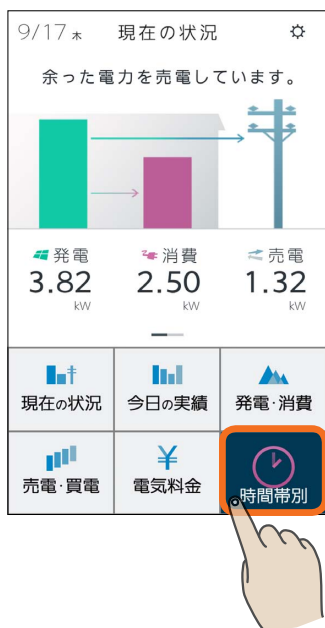 9/17木 現在の状況
余った電力を売電しています。
発電 消費 売電
3.82 2.50 1.32
kW kW kW
現在の状況 今日の実績 発電・消費
売電・買電 電気料金 時間帯別